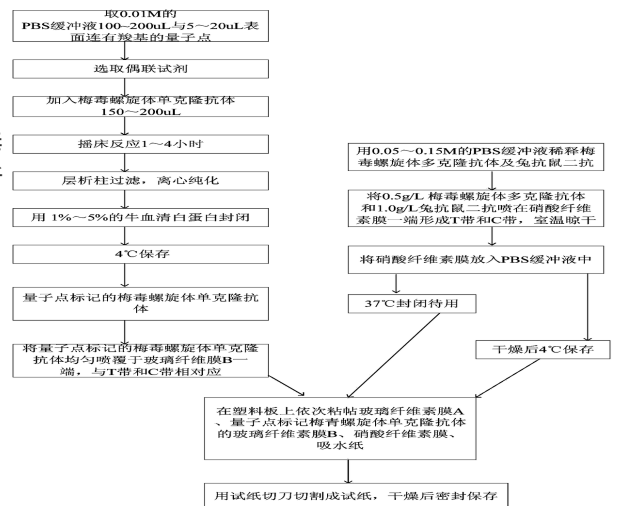 取0.01M的
PBS缓冲液100-200uL与5～20uL表
面连有羧基的量子点
选取偶联试剂
加入梅毒螺旋体单克隆抗体
150～200uL
摇床反应1～4小时
层析柱过滤，离心纯化
用 1%～5%的牛血清白蛋白封闭
4℃保存
量子点标记的梅毒螺旋体单克隆抗
体
将量子点标记的梅毒螺旋体单克隆
抗体均匀喷覆于玻璃纤维膜B一
端，与T带和C带相对应
用0.05～0.15M的PBS缓冲液稀释梅
毒螺旋体多克隆抗体及兔抗鼠二抗
将0.5g/L 梅毒螺旋体多克隆抗体
和1.0g/L兔抗鼠二抗喷在硝酸纤维
素膜一端形成T带和C带，室温晾干
将硝酸纤维素膜放入PBS缓冲液中
37℃封闭待用
干燥后4℃保存
在塑料板上依次粘帖玻璃纤维素膜A
、量子点标记梅青螺旋体单克隆抗体
的玻璃纤维素膜B、硝酸纤维素膜、
吸水纸
用试纸切刀切割成试纸，干燥后密封保存